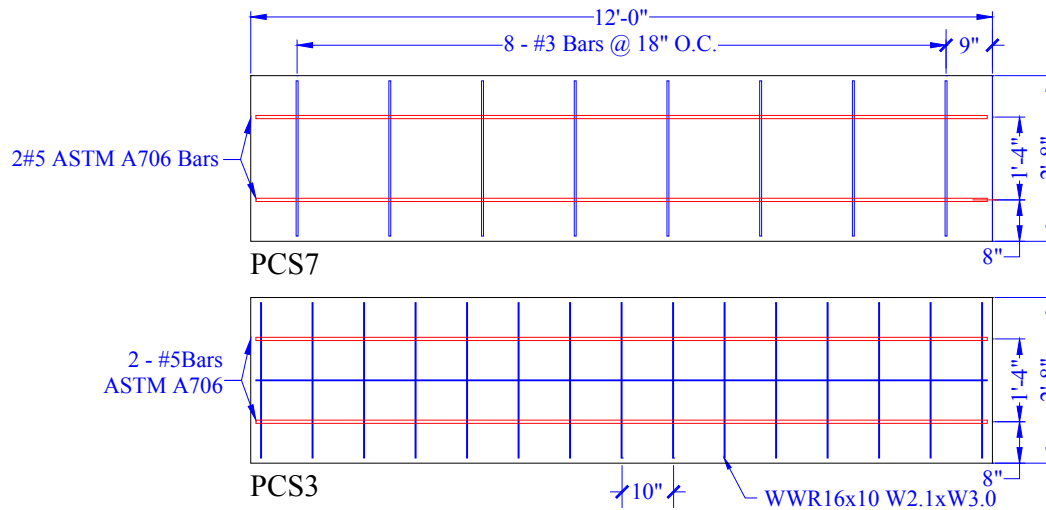 12'-0"
8 - #3 Bars @ 18" O.C.
9"
2#5 ASTM A706 Bars
1'-4"
8"
PCS7
2 - #5Bars
ASTM A706
1'-4"
8"
PCS3
10"
WWR16x10 W2.1xW3.0